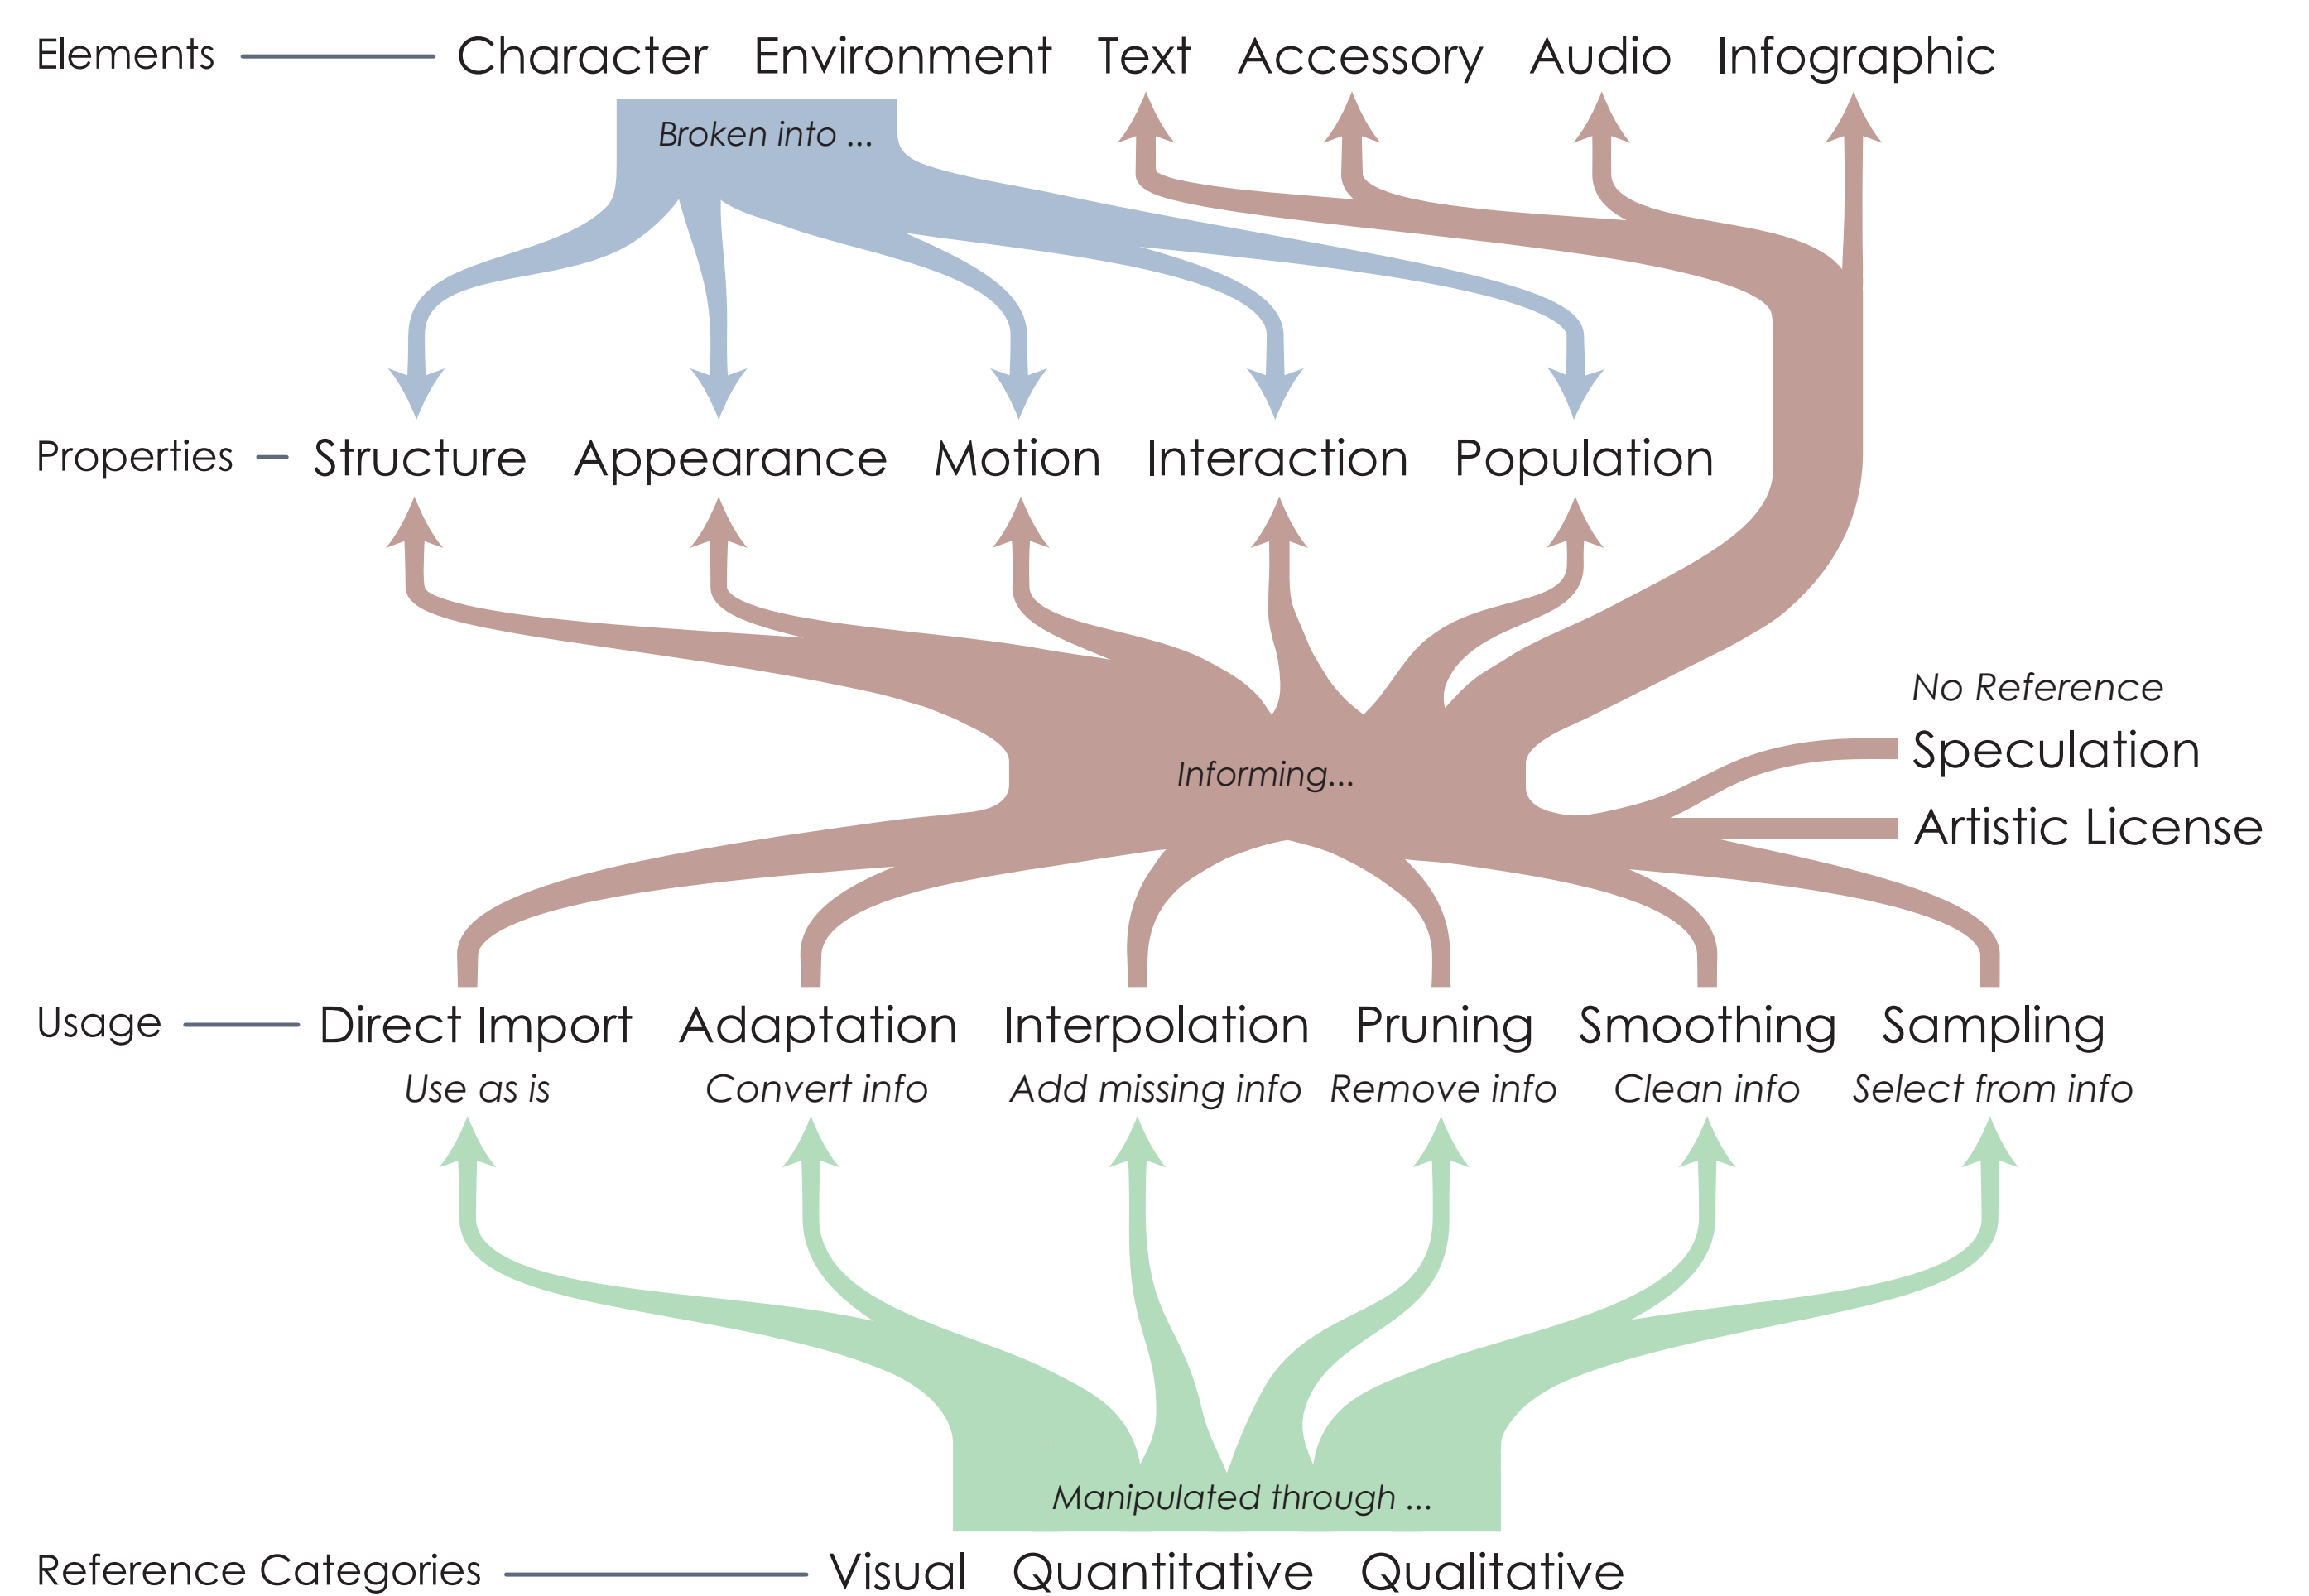 Elements Character Environment Text Accessory Audio Infographic
Broken into ...
Properties Structure Appearance Motion Interaction Population
No Reference
Speculation
Informing...
Artistic License
Usage Direct Import Adaptation Interpolation Pruning Smoothing Sampling
Use as is Convert info Add missing info Remove info Clean info Select from info
Manipulated through ...
Reference Categories Visual Quantitative Qualitative